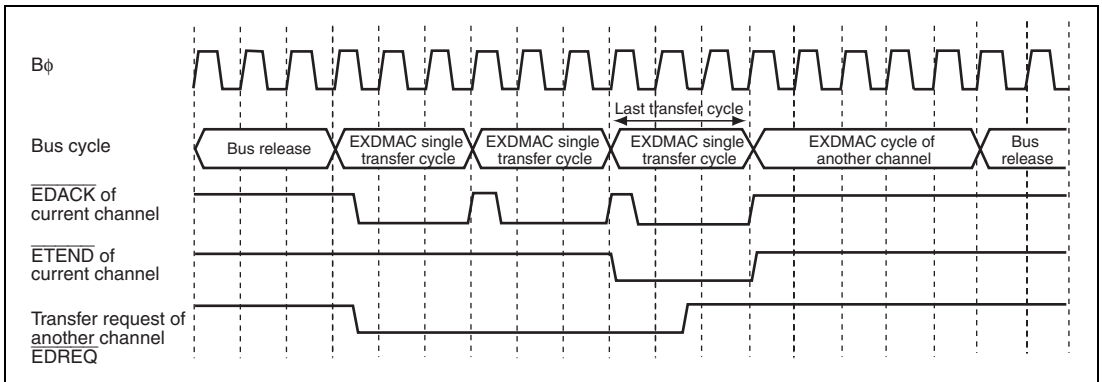 Bφ
Last transfer cycle
Bus cycle
Bus release
EXDMAC single
transfer cycle
EXDMAC single
transfer cycle
EXDMAC single
transfer cycle
EXDMAC cycle of
another channel
Bus
release
EDACK of
current channel
ETEND of
current channel
Transfer request of
another channel
EDREQ